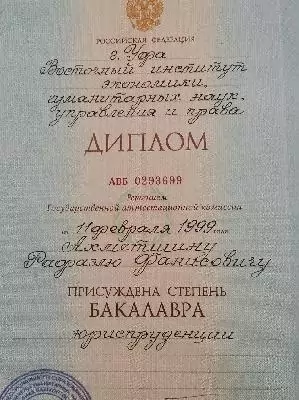 РОССИЙСКАЯ ФЕДЕРАЦИЯ
г. Уфа
Восточный институт
экономики,
гуманитарных наук,
управления и права
ДИПЛОМ
АВБ 0293699
Решением
Государственной аттестационной комиссии
от 11 февраля 1999 года
Ахметшину
Радразлю Фанисовичу
ПРИСУЖДЕНА СТЕПЕНЬ
БАКАЛАВРА
юриспруденции